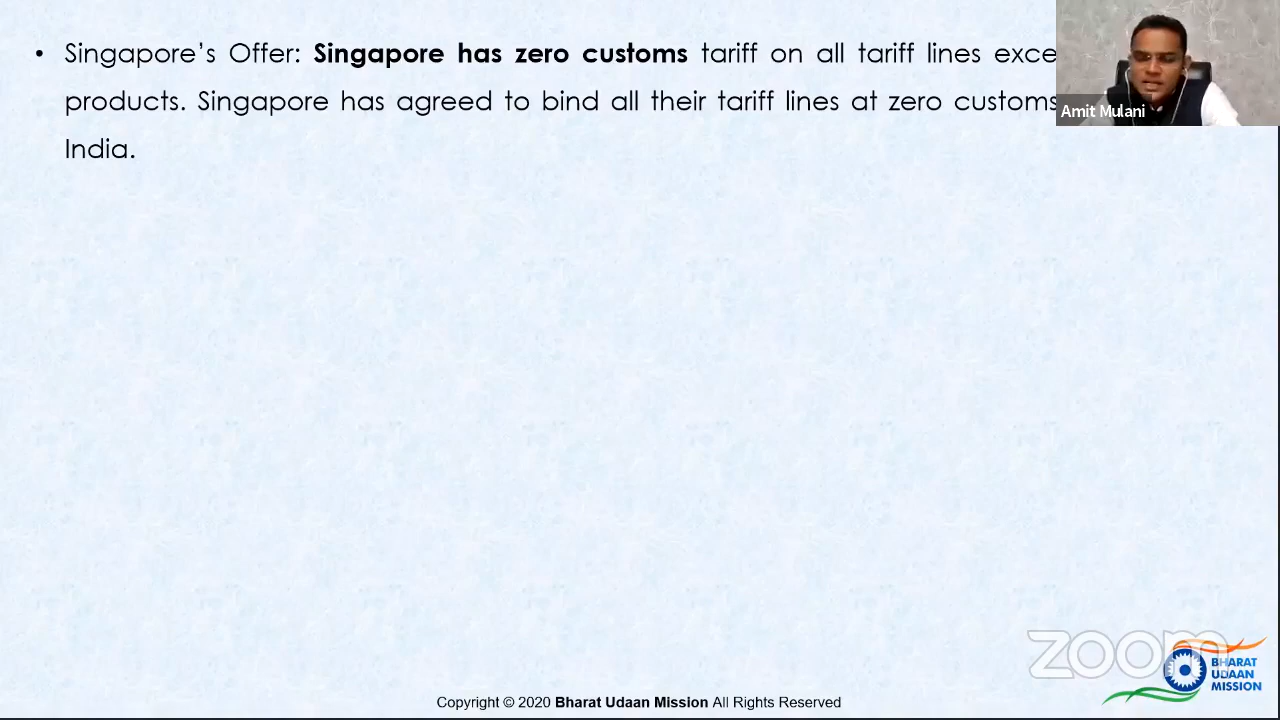 • Singapore’s Offer: Singapore has zero customs tariff on all tariff lines
products. Singapore has agreed to bind all their tariff lines at zero customs
India.
Amit Mulani
zoom
BHARAT
UDAAN
MISSION
Copyright © 2020 Bharat Udaan Mission All Rights Reserved